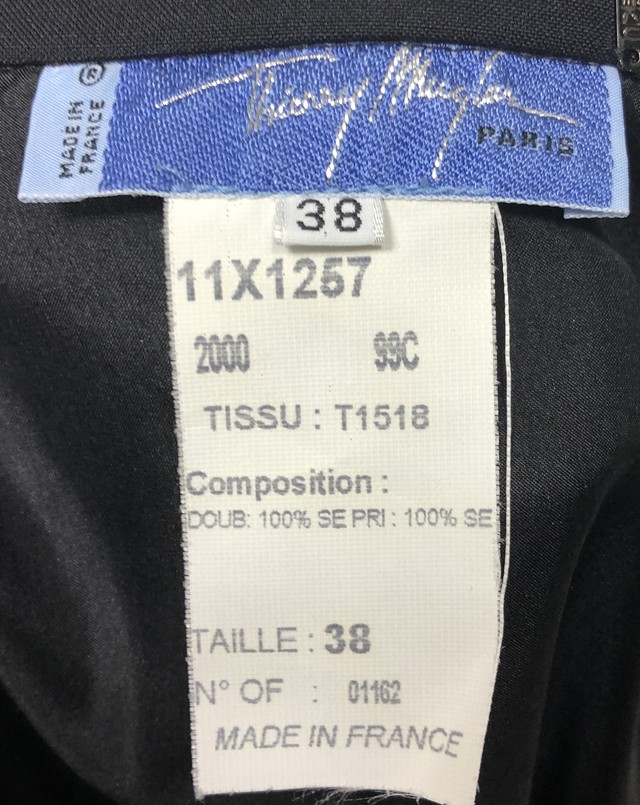 MADE IN
FRANCE
®
Thierry Mugler
PARIS
38
11X1257
2000 99C
TISSU : T1518
Composition :
DOUB: 100% SE PRI : 100% SE
TAILLE : 38
N° OF : 01162
MADE IN FRANCE